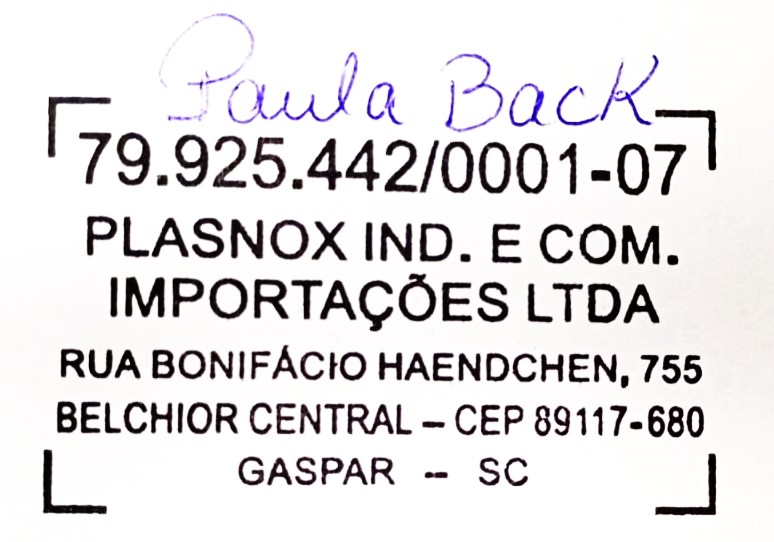 Paula Back
79.925.442/0001-07
PLASNOX IND. E COM.
IMPORTAÇÕES LTDA
RUA BONIFÁCIO HAENDCHEN, 755
BELCHIOR CENTRAL – CEP 89117-680
GASPAR – SC